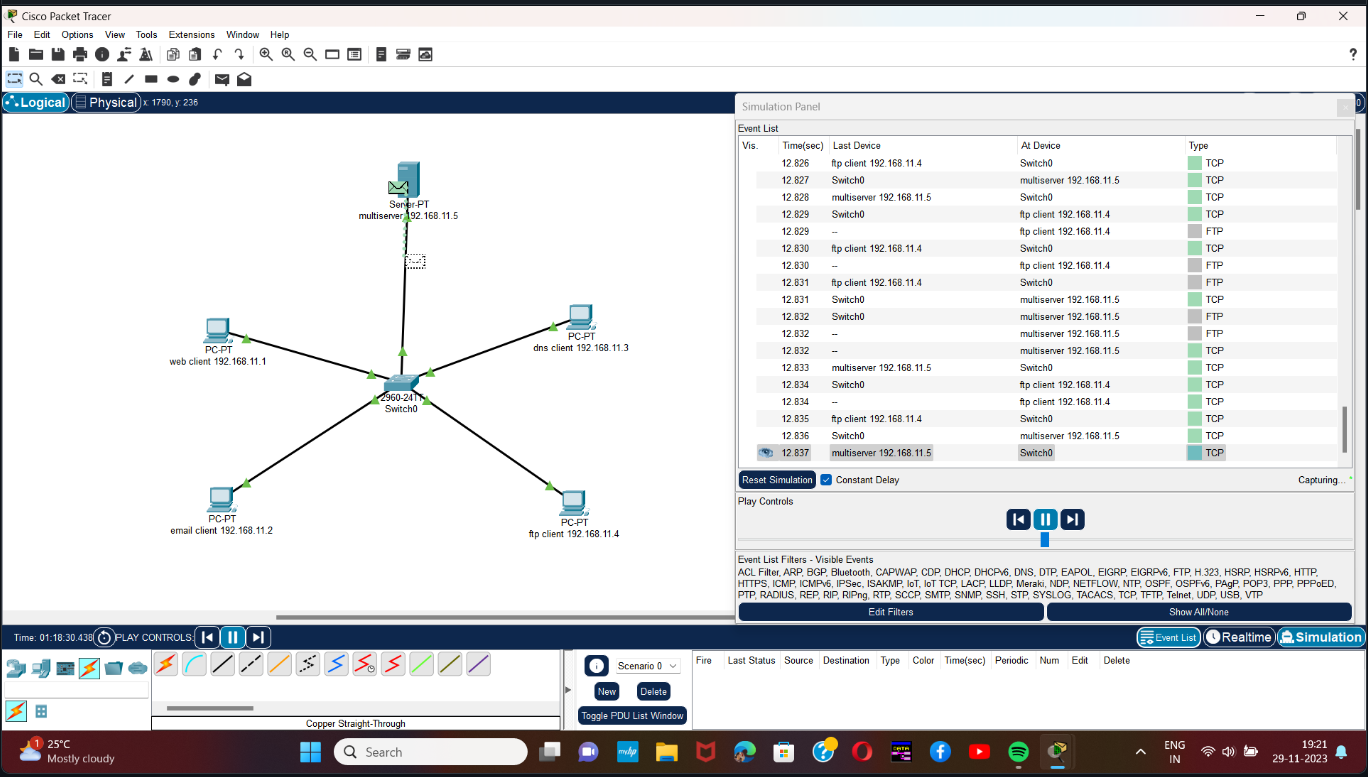 Cisco Packet Tracer
File Edit Options View Tools Extensions Window Help
?
Logical Physical x: 1790, y: 236
Server-PT
multiserver 192.168.11.5
PC-PT
web client 192.168.11.1
PC-PT
dns client 192.168.11.3
Switch0
PC-PT
email client 192.168.11.2
PC-PT
ftp client 192.168.11.4
Simulation Panel
Event List
Vis. Time(sec) Last Device At Device Type
12.826 ftp client 192.168.11.4 Switch0 TCP
12.827 Switch0 multiserver 192.168.11.5 TCP
12.828 multiserver 192.168.11.5 Switch0 TCP
12.829 Switch0 ftp client 192.168.11.4 TCP
12.829 -- ftp client 192.168.11.4 FTP
12.830 ftp client 192.168.11.4 Switch0 TCP
12.830 -- ftp client 192.168.11.4 FTP
12.831 ftp client 192.168.11.4 Switch0 FTP
12.831 Switch0 multiserver 192.168.11.5 TCP
12.832 Switch0 multiserver 192.168.11.5 FTP
12.832 -- multiserver 192.168.11.5 FTP
12.832 -- multiserver 192.168.11.5 TCP
12.833 multiserver 192.168.11.5 Switch0 TCP
12.834 Switch0 ftp client 192.168.11.4 TCP
12.834 -- ftp client 192.168.11.4 TCP
12.835 ftp client 192.168.11.4 Switch0 TCP
12.836 Switch0 multiserver 192.168.11.5 TCP
12.837 multiserver 192.168.11.5 Switch0 TCP
Reset Simulation Constant Delay Capturing...
Play Controls
Event List Filters - Visible Events
ACL Filter, ARP, BGP, Bluetooth, CAPWAP, CDP, DHCP, DHCPv6, DNS, DTP, EAPOL, EIGRP, EIGRPv6, FTP, H.323, HSRP, HSRPv6, HTTP,
HTTPS, ICMP, ICMPv6, IPSec, ISAKMP, IoT, IoT TCP, LACP, LLDP, Meraki, NDP, NETFLOW, NTP, OSPF, OSPFv6, PAgP, POP3, PPP, PPPoED,
PTP, RADIUS, REP, RIP, RIPng, RTP, SCCP, SMTP, SNMP, SSH, STP, SYSLOG, TACACS, TCP, TFTP, Telnet, UDP, USB, VTP
Edit Filters Show All/None
Time: 01:18:30.438 PLAY CONTROLS: Event List Realtime Simulation
Scenario 0
New Delete
Toggle PDU List Window
Fire Last Status Source Destination Type Color Time(sec) Periodic Num Edit Delete
Copper Straight-Through
1
25°C
Mostly cloudy
Search
ENG
IN
19:21
29-11-2023